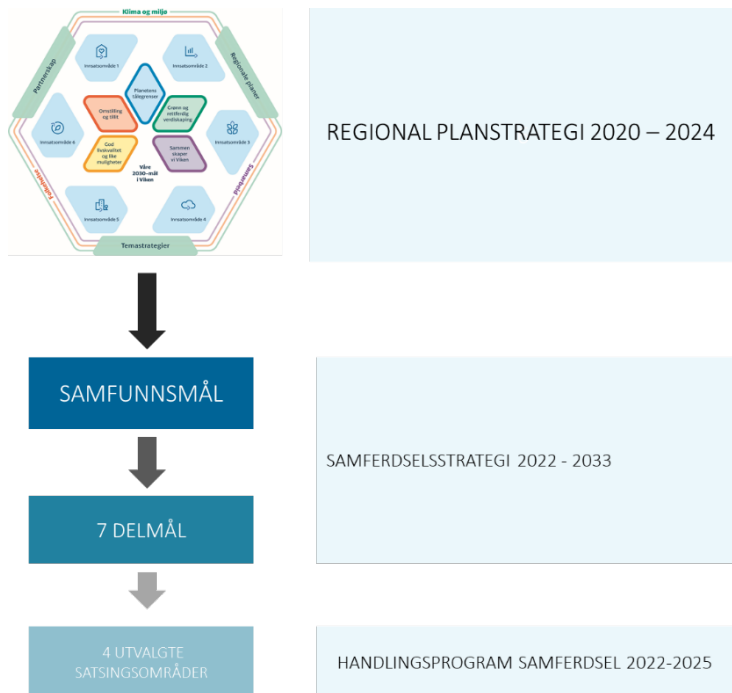 Klima og miljø
Partnerskap
Regionale planer
Innsatsområde 1
Innsatsområde 2
Planetens
tålegrenser
Omstilling
og tillit
Grønn og
rettferdig
verdiskaping
Innsatsområde 6
Innsatsområde 3
God
livskvalitet
og like
muligheter
Sammen
skaper
vi Viken
Våre
2030-mål
i Viken
Folkehelse
Samarbeid
Innsatsområde 5
Innsatsområde 4
Temastrategier
REGIONAL PLANSTRATEGI 2020 – 2024
SAMFUNNSMÅL
SAMFERDSELSSTRATEGI 2022 - 2033
7 DELMÅL
4 UTVALGTE
SATSINGSOMRÅDER
HANDLINGSPROGRAM SAMFERDSEL 2022-2025